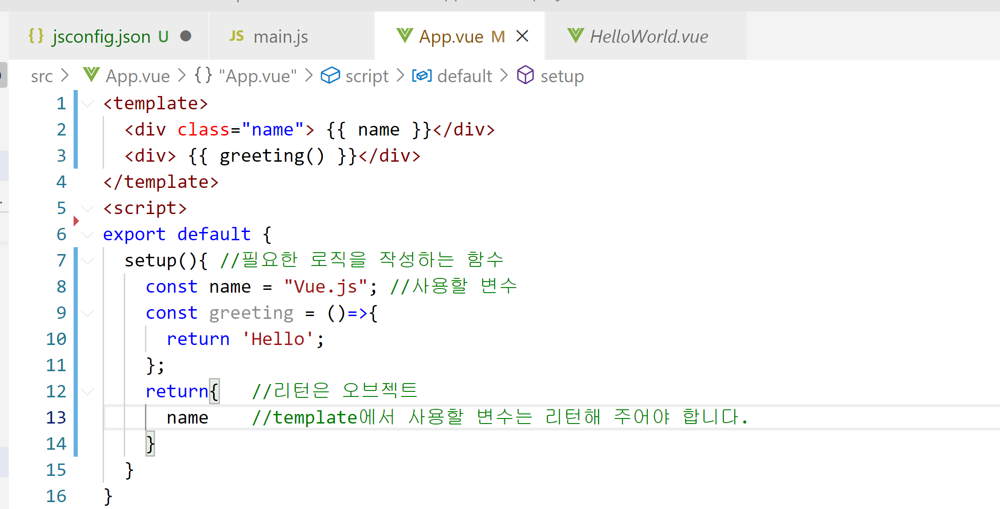 {} jsconfig.json U ●
JS main.js
App.vue M ×
HelloWorld.vue
src > App.vue > {} "App.vue" > script > default > setup
1 <template>
2 <div class="name"> {{ name }}</div>
3 <div> {{ greeting() }}</div>
4 </template>
5 <script>
6 export default {
7 setup(){ //필요한 로직을 작성하는 함수
8 const name = "Vue.js"; //사용할 변수
9 const greeting = ()=>{
10 return 'Hello';
11 };
12 return{ //리턴은 오브젝트
13 name //template에서 사용할 변수는 리턴해 주어야 합니다.
14 }
15 }
16 }